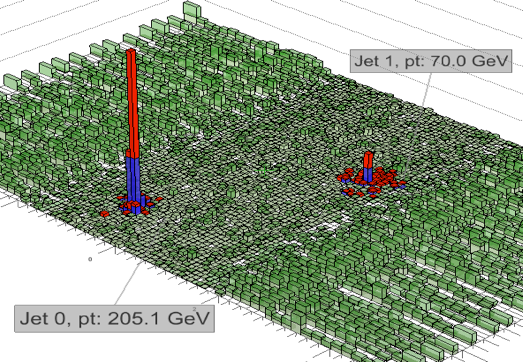 Jet 1, pt: 70.0 GeV
Jet 0, pt: 205.1 GeV